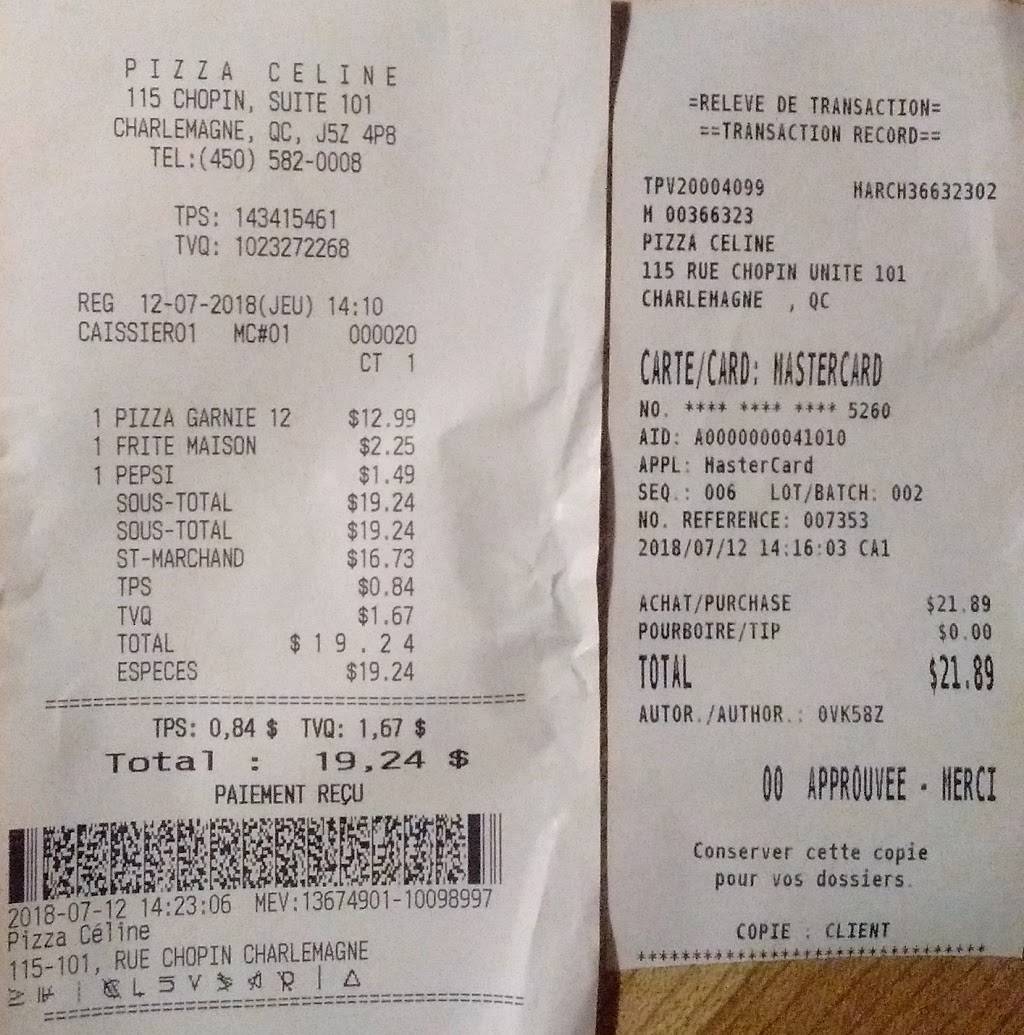 PIZZA CELINE
115 CHOPIN, SUITE 101
CHARLEMAGNE, QC, J5Z 4P8
TEL:(450) 582-0008
TPS: 143415461
TVQ: 1023272268
REG 12-07-2018(JEU) 14:10
CAISSIER01 MC#01 000020
CT 1
1 PIZZA GARNIE 12 $12.99
1 FRITE MAISON $2.25
1 PEPSI $1.49
SOUS-TOTAL $19.24
SOUS-TOTAL $19.24
ST-MARCHAND $16.73
TPS $0.84
TVQ $1.67
TOTAL $19.24
ESPECES $19.24
TPS: 0,84 $ TVQ: 1,67 $
Total : 19,24 $
PAIEMENT REÇU
2018-07-12 14:23:06 MEV:13674901-10098997
Pizza Céline
115-101, RUE CHOPIN CHARLEMAGNE
=RELEVE DE TRANSACTION=
==TRANSACTION RECORD==
TPV20004099 MARCH36632302
M 00366323
PIZZA CELINE
115 RUE CHOPIN UNITE 101
CHARLEMAGNE , QC
CARTE/CARD: MASTERCARD
NO. **** **** **** 5260
AID: A0000000041010
APPL: MasterCard
SEQ.: 006 LOT/BATCH: 002
NO. REFERENCE: 007353
2018/07/12 14:16:03 CA1
ACHAT/PURCHASE $21.89
POURBOIRE/TIP $0.00
TOTAL $21.89
AUTOR./AUTHOR.: 0VK58Z
00 APPROUVEE - MERCI
Conserver cette copie
pour vos dossiers.
COPIE : CLIENT